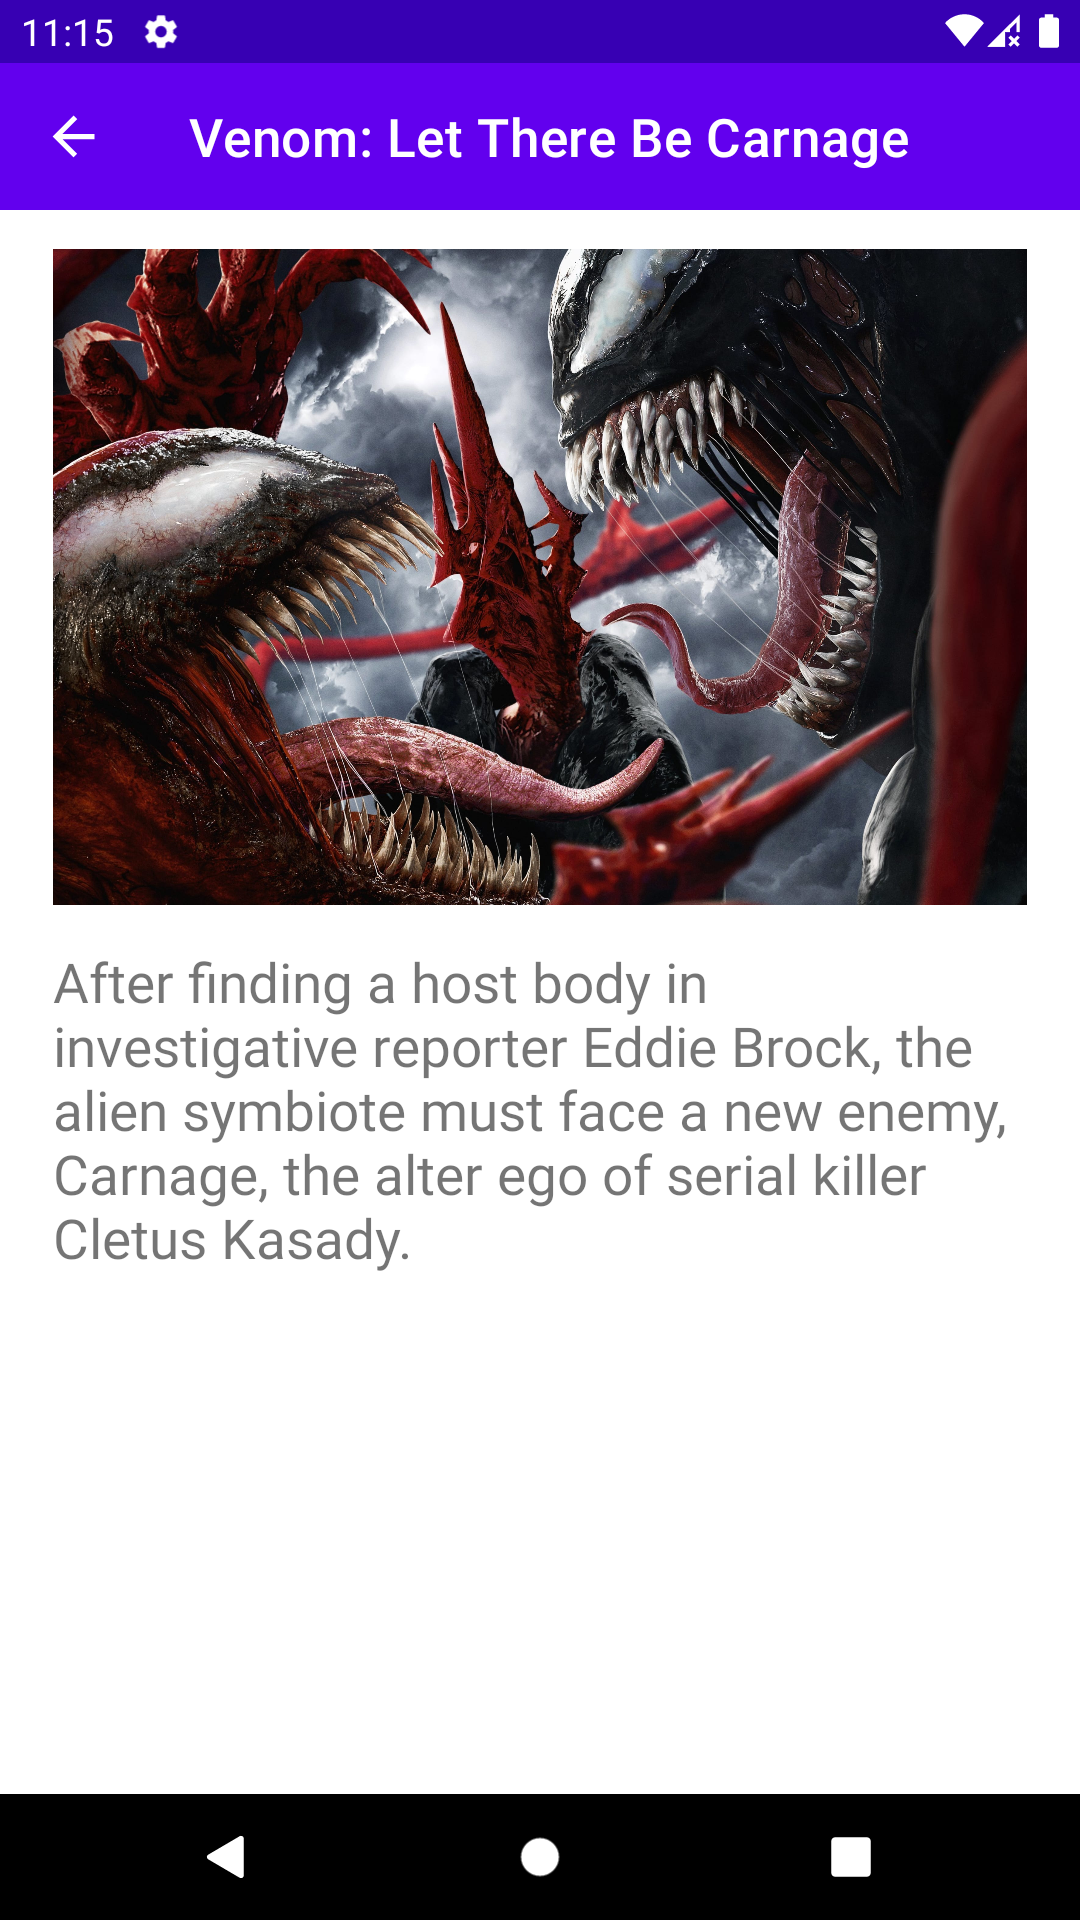 11:15
Venom: Let There Be Carnage
After finding a host body in
investigative reporter Eddie Brock, the
alien symbiote must face a new enemy,
Carnage, the alter ego of serial killer
Cletus Kasady.